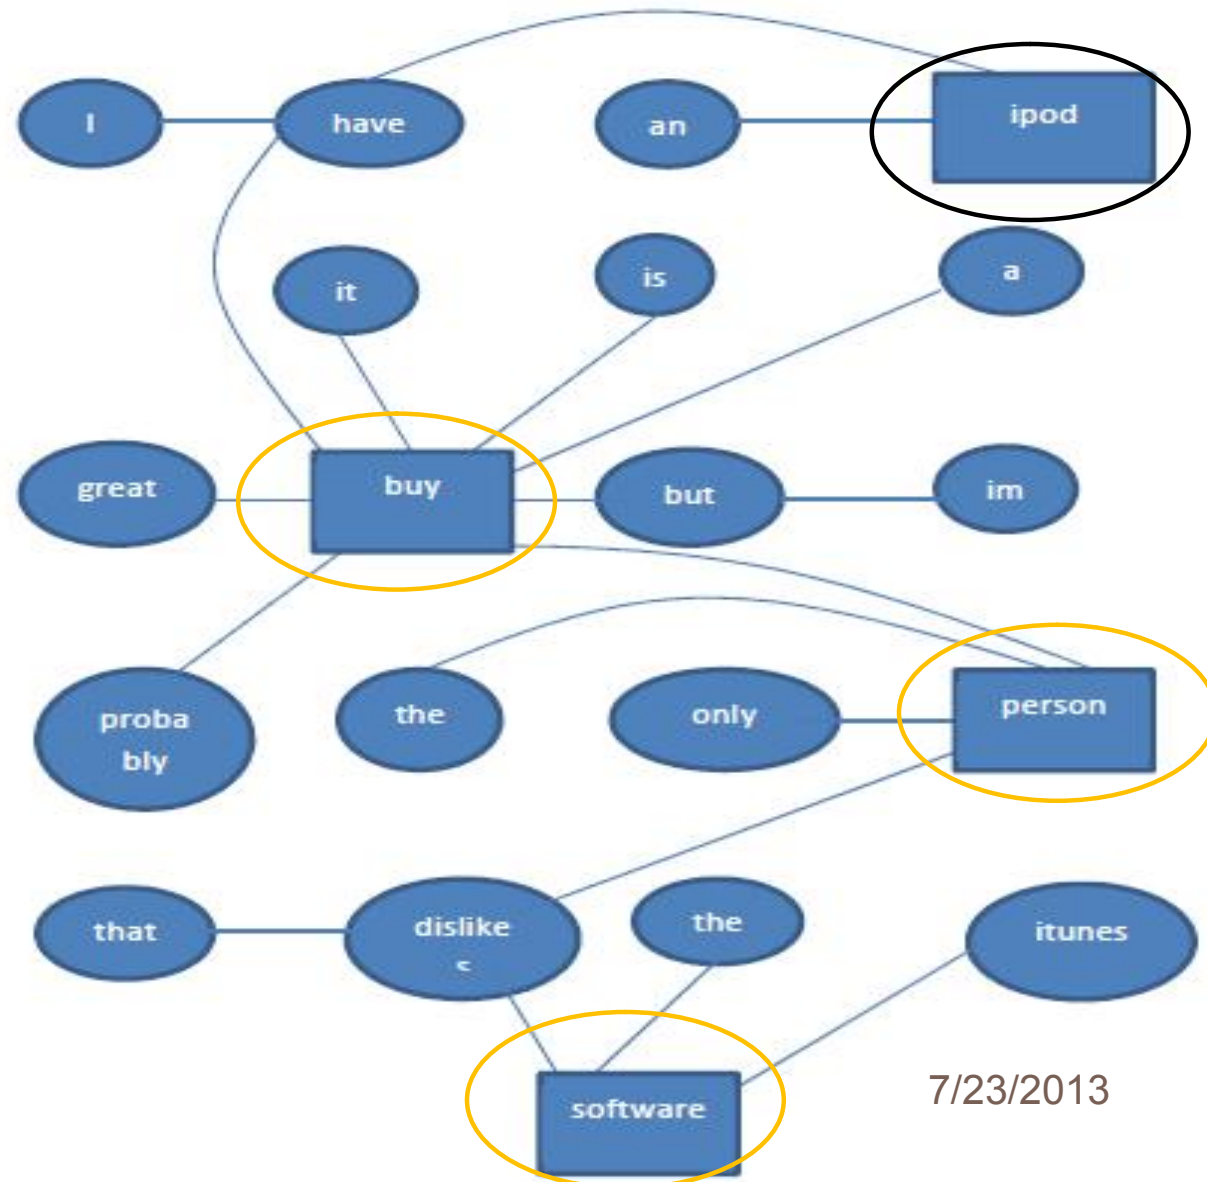 I
have
an
ipod
it
is
a
great
buy
but
im
proba
bly
the
only
person
that
dislike
the
itunes
software
7/23/2013